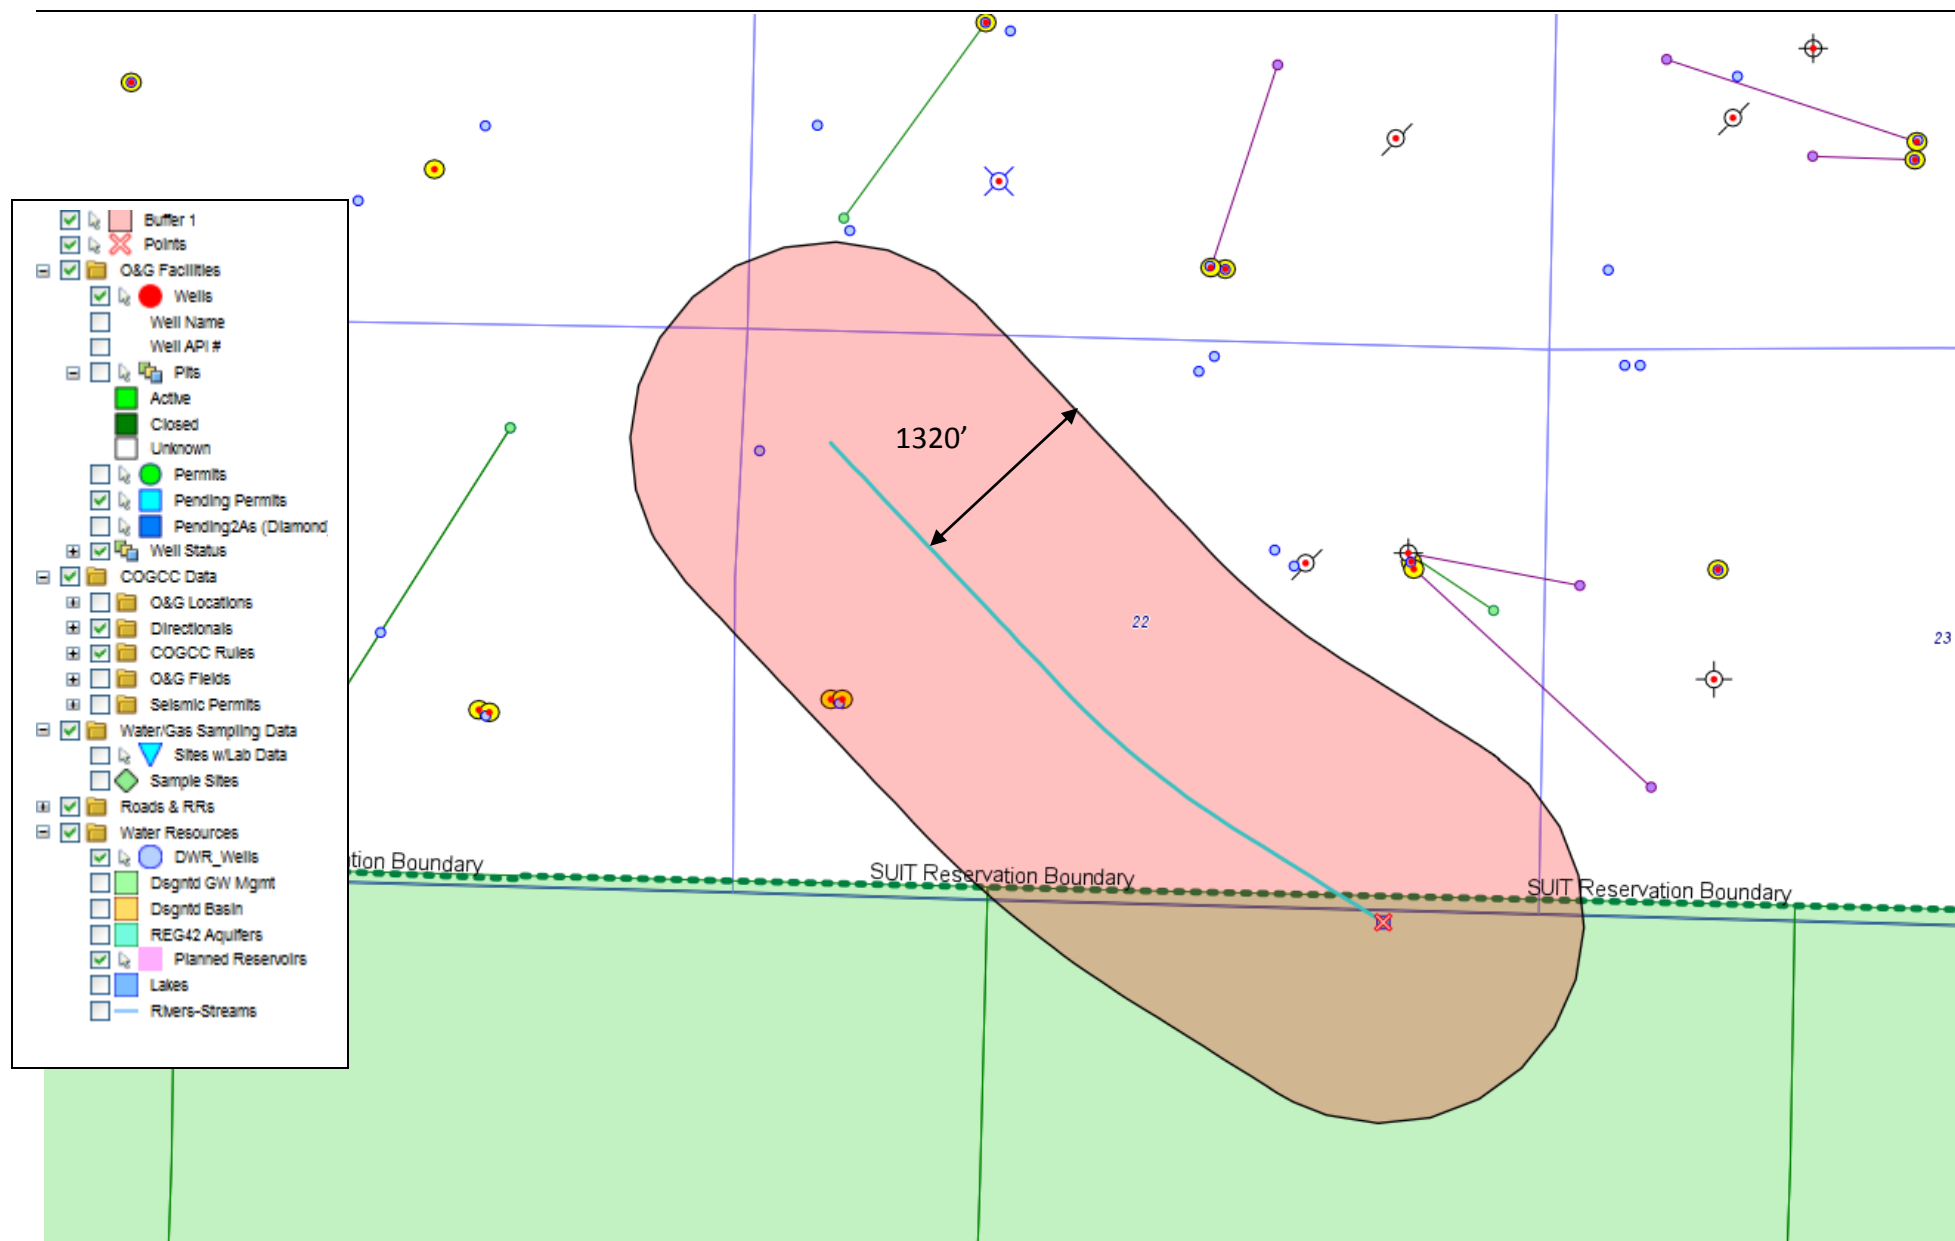 Buffer 1
Points
O&G Facilities
Wells
Well Name
Well API #
Pits
Active
Closed
Unknown
Permits
Pending Permits
Pending2As (Diamond
Well Status
COGCC Data
O&G Locations
Directionals
COGCC Rules
O&G Fields
Seismic Permits
Water/Gas Sampling Data
Sites w/Lab Data
Sample Sites
Roads & RRs
Water Resources
DWR_Wells
Dsgntd GW Mgmt
Dsgntd Basin
REG42 Aquifers
Planned Reservoirs
Lakes
Rivers-Streams
1320’
22
23
tion Boundary
SUIT Reservation Boundary
SUIT Reservation Boundary